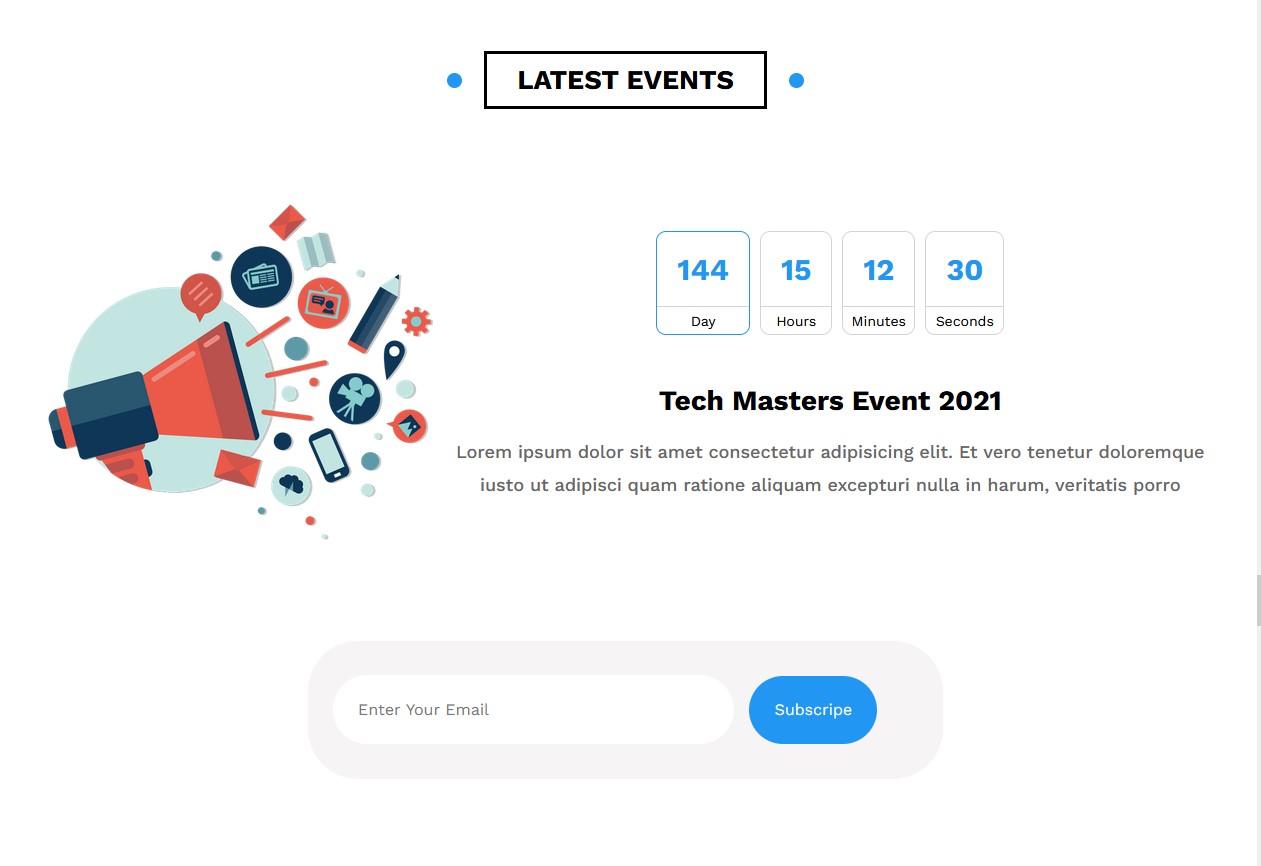 LATEST EVENTS
144 15 12 30
Day Hours Minutes Seconds
Tech Masters Event 2021
Lorem ipsum dolor sit amet consectetur adipisicing elit. Et vero tenetur doloremque
iusto ut adipisci quam ratione aliquam excepturi nulla in harum, veritatis porro
Enter Your Email Subscripe